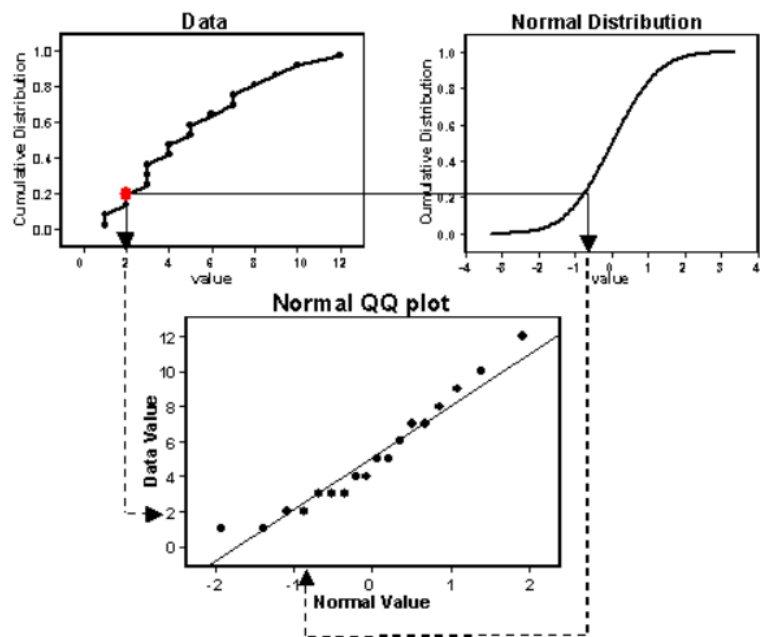 Data
Normal Distribution
Cumulative Distribution
1.0
0.8
0.6
0.4
0.2
0.0
0 2 4 6 8 10 12
value
Cumulative Distribution
1.0
0.8
0.6
0.4
0.2
0.0
-4 -3 -2 -1 0 1 2 3 4
value
Normal QQ plot
Data Value
12
10
8
6
4
2
0
-2 -1 0 1 2
Normal Value